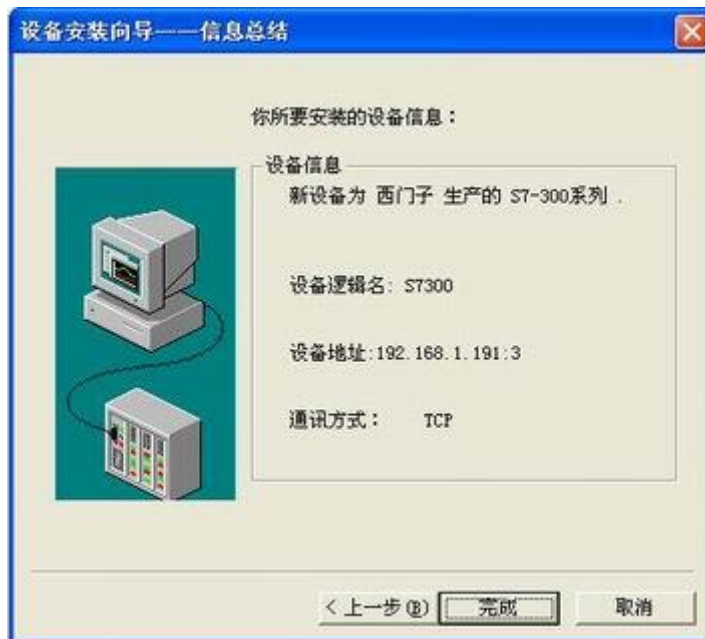 设备安装向导——信息总结
你所要安装的设备信息：
设备信息
新设备为 西门子 生产的 S7-300系列 .
设备逻辑名: S7300
设备地址:192.168.1.191:3
通讯方式： TCP
< 上一步(B)
完成
取消